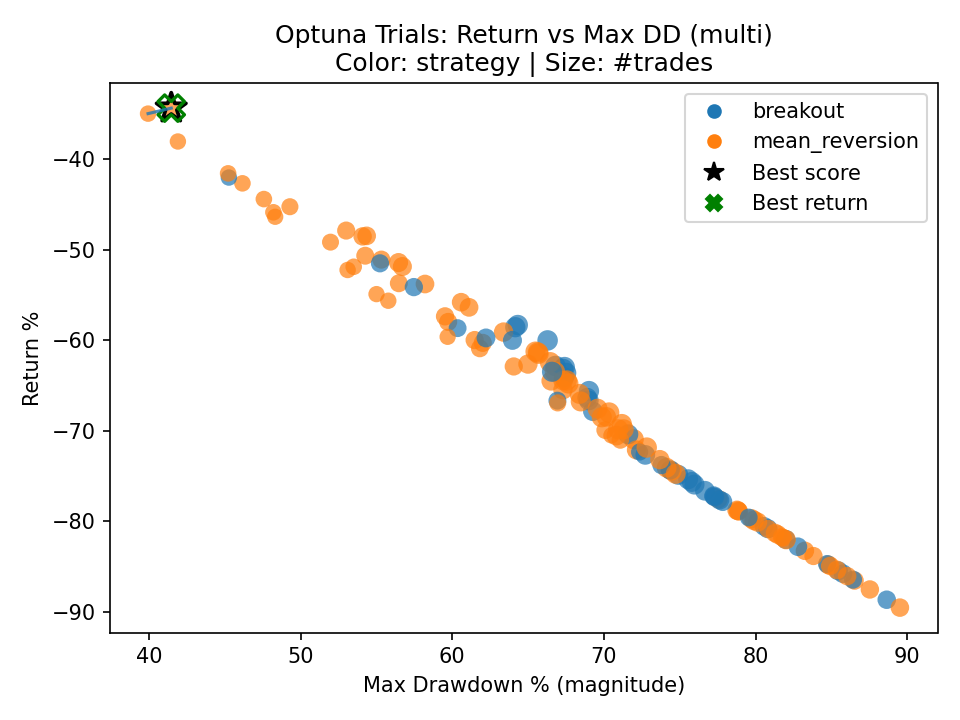 Optuna Trials: Return vs Max DD (multi)
Color: strategy | Size: #trades
breakout
mean_reversion
Best score
Best return
Return %
−40
−50
−60
−70
−80
−90
40
50
60
70
80
90
Max Drawdown % (magnitude)